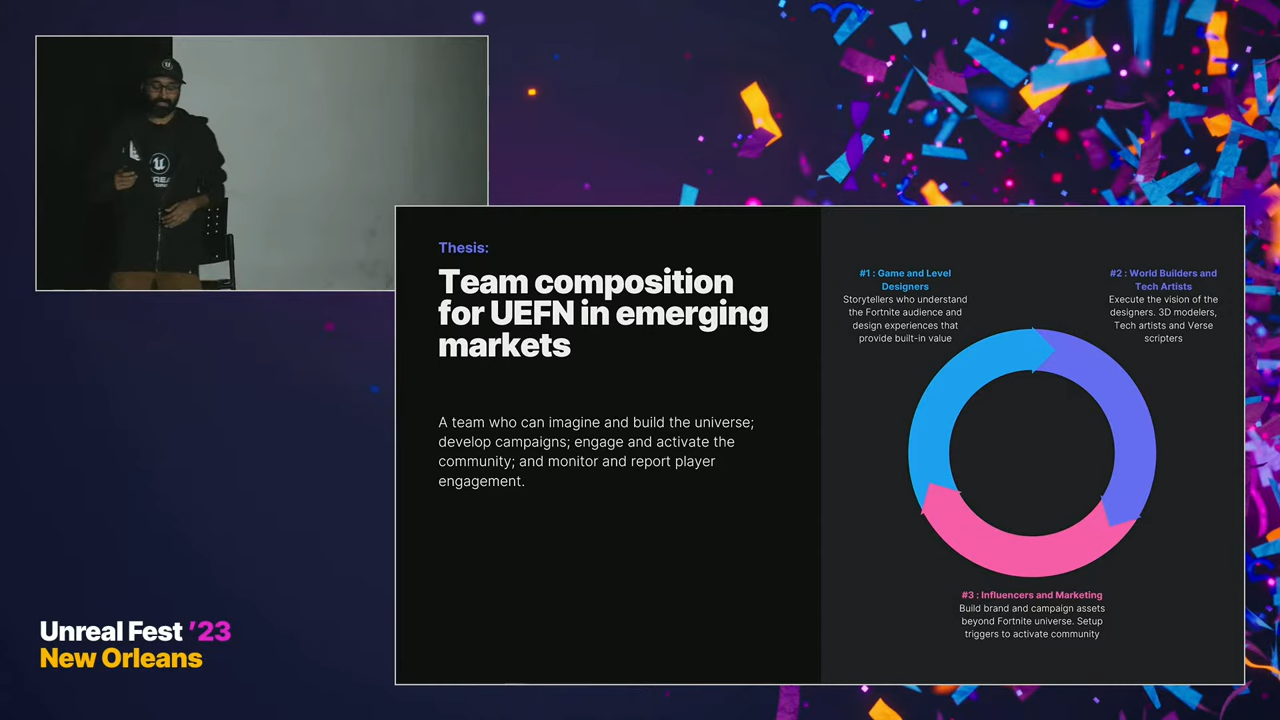 Thesis:
Team composition
for UEFN in emerging
markets
A team who can imagine and build the universe;
develop campaigns; engage and activate the
community; and monitor and report player
engagement.
#1 : Game and Level
Designers
Storytellers who understand
the Fortnite audience and
design experiences that
provide built-in value
#2 : World Builders and
Tech Artists
Execute the vision of the
designers. 3D modelers,
Tech artists and Verse
scripters
#3 : Influencers and Marketing
Build brand and campaign assets
beyond Fortnite universe. Setup
triggers to activate community
Unreal Fest '23
New Orleans